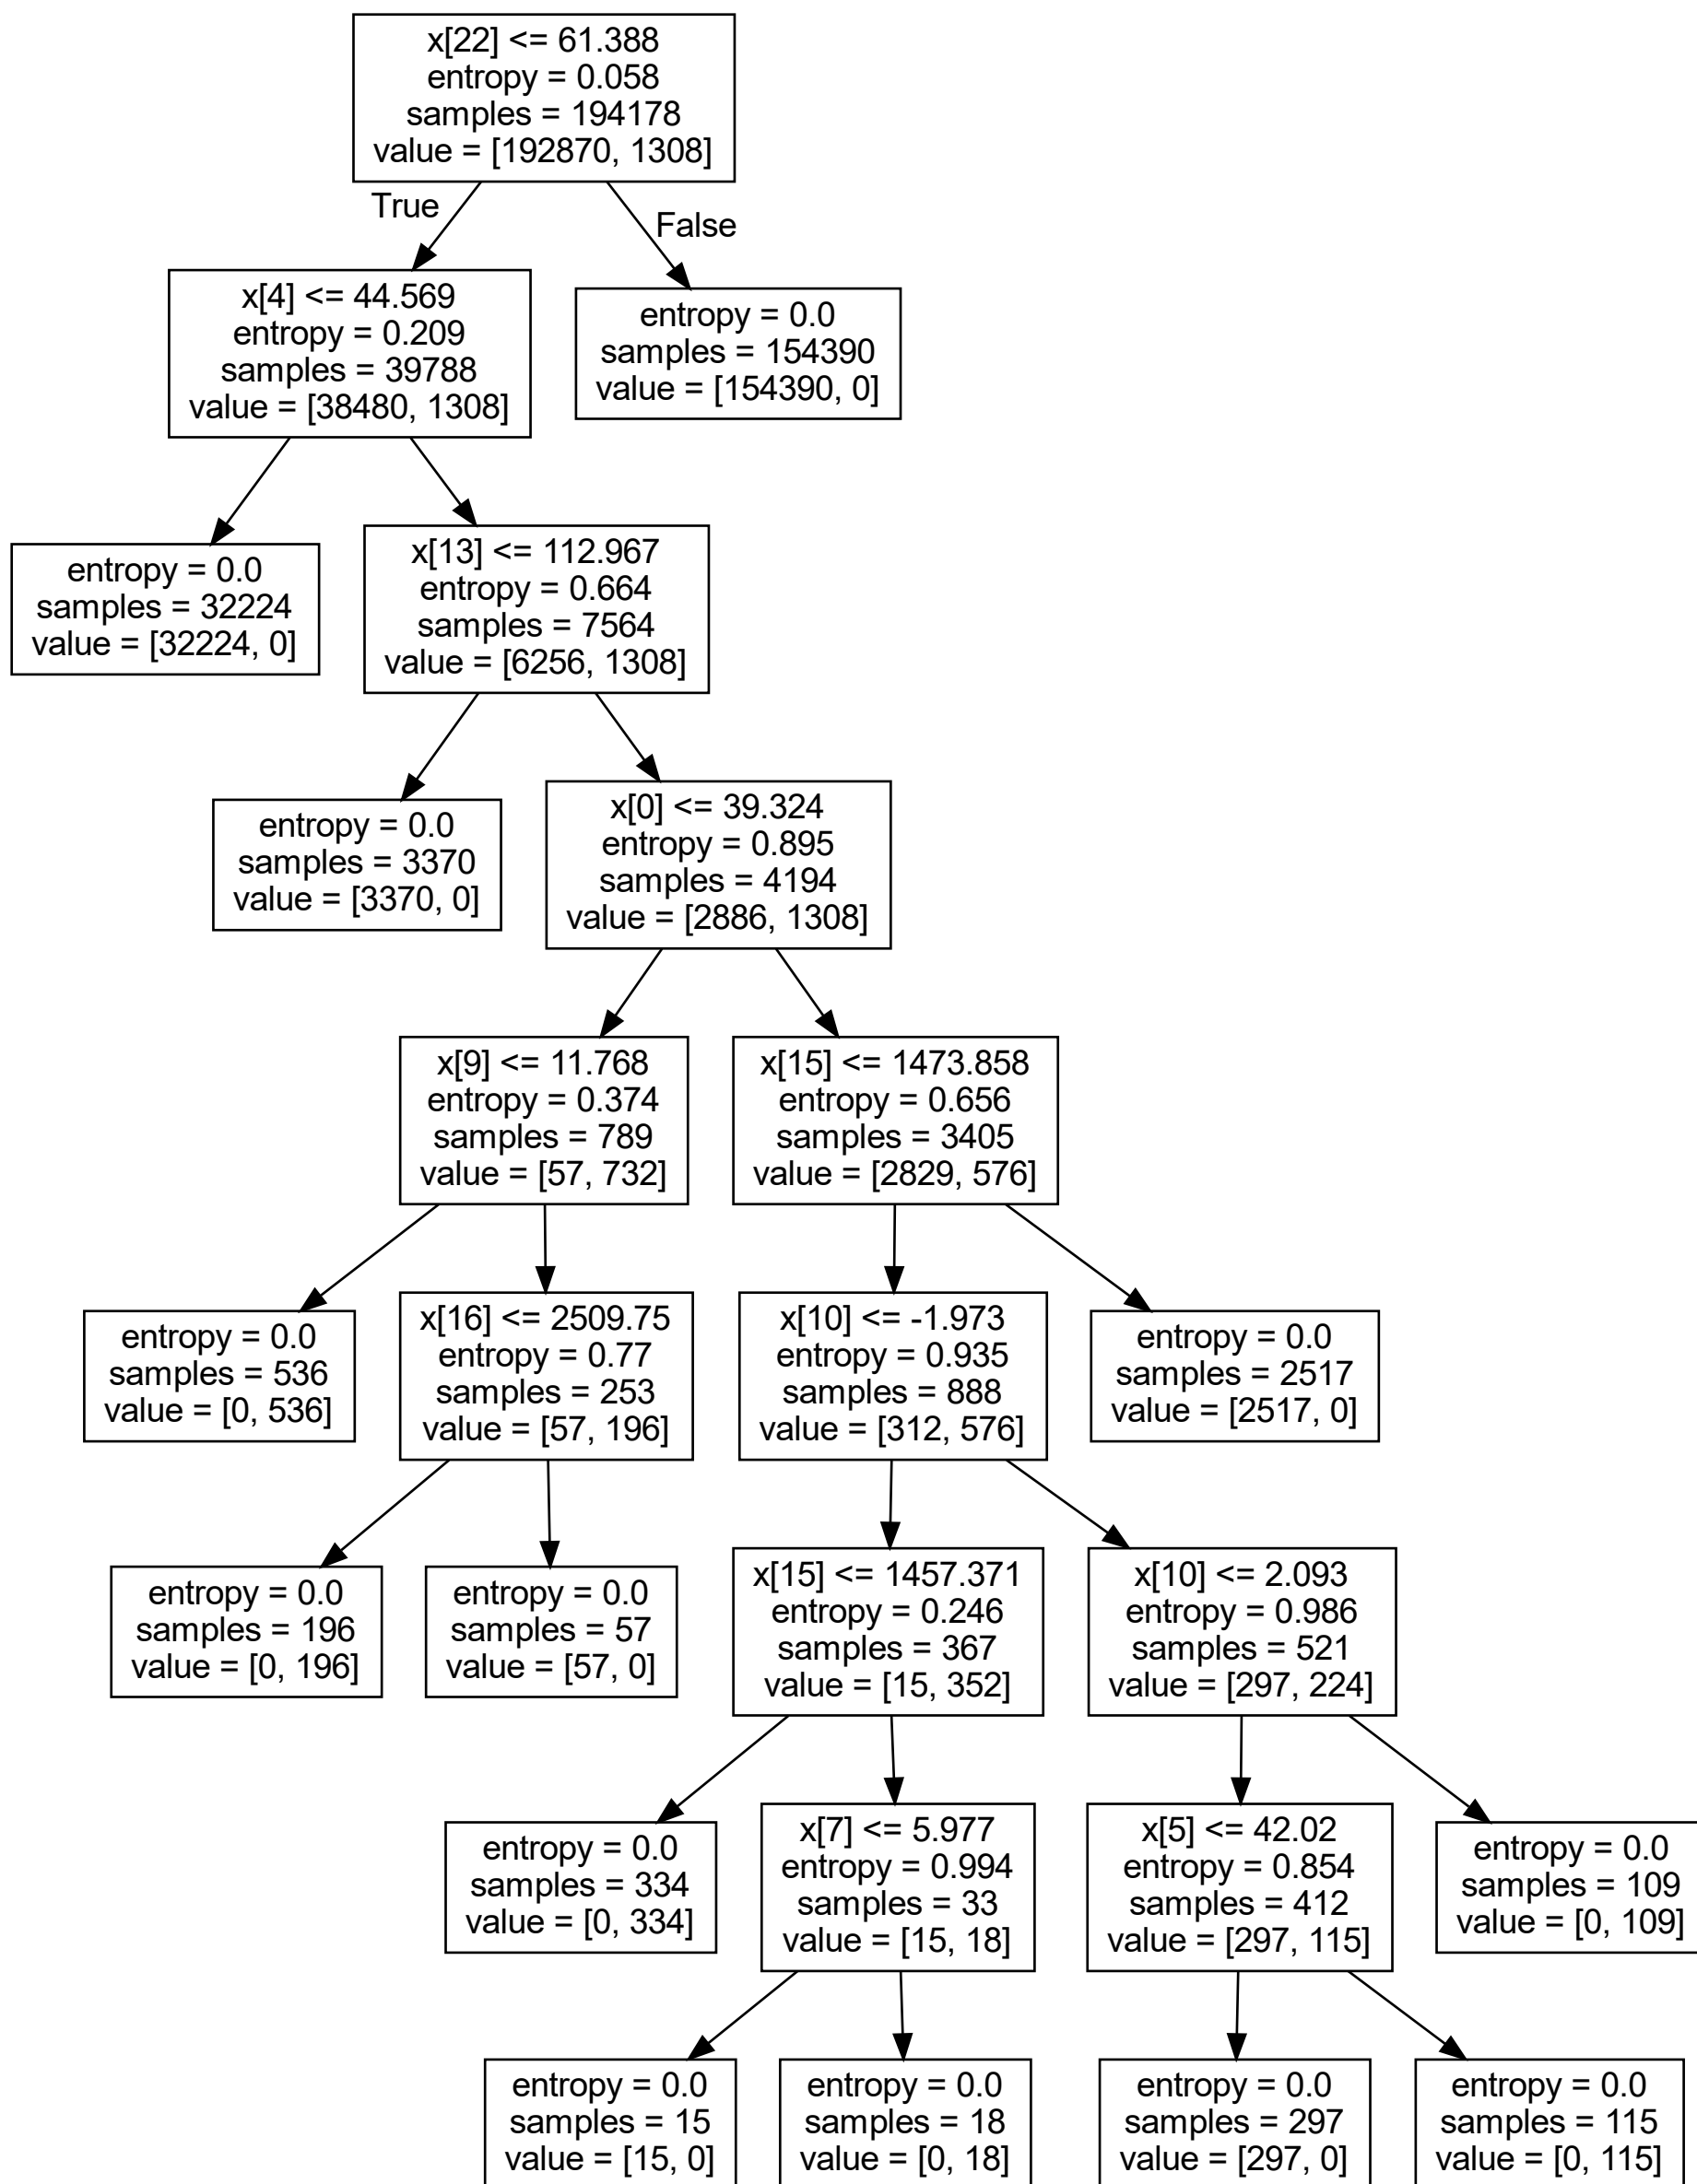 x[22] <= 61.388
entropy = 0.058
samples = 194178
value = [192870, 1308]
True
False
x[4] <= 44.569
entropy = 0.209
samples = 39788
value = [38480, 1308]
entropy = 0.0
samples = 154390
value = [154390, 0]
entropy = 0.0
samples = 32224
value = [32224, 0]
x[13] <= 112.967
entropy = 0.664
samples = 7564
value = [6256, 1308]
entropy = 0.0
samples = 3370
value = [3370, 0]
x[0] <= 39.324
entropy = 0.895
samples = 4194
value = [2886, 1308]
x[9] <= 11.768
entropy = 0.374
samples = 789
value = [57, 732]
x[15] <= 1473.858
entropy = 0.656
samples = 3405
value = [2829, 576]
entropy = 0.0
samples = 536
value = [0, 536]
x[16] <= 2509.75
entropy = 0.77
samples = 253
value = [57, 196]
x[10] <= -1.973
entropy = 0.935
samples = 888
value = [312, 576]
entropy = 0.0
samples = 2517
value = [2517, 0]
entropy = 0.0
samples = 196
value = [0, 196]
entropy = 0.0
samples = 57
value = [57, 0]
x[15] <= 1457.371
entropy = 0.246
samples = 367
value = [15, 352]
x[10] <= 2.093
entropy = 0.986
samples = 521
value = [297, 224]
entropy = 0.0
samples = 334
value = [0, 334]
x[7] <= 5.977
entropy = 0.994
samples = 33
value = [15, 18]
x[5] <= 42.02
entropy = 0.854
samples = 412
value = [297, 115]
entropy = 0.0
samples = 109
value = [0, 109]
entropy = 0.0
samples = 15
value = [15, 0]
entropy = 0.0
samples = 18
value = [0, 18]
entropy = 0.0
samples = 297
value = [297, 0]
entropy = 0.0
samples = 115
value = [0, 115]